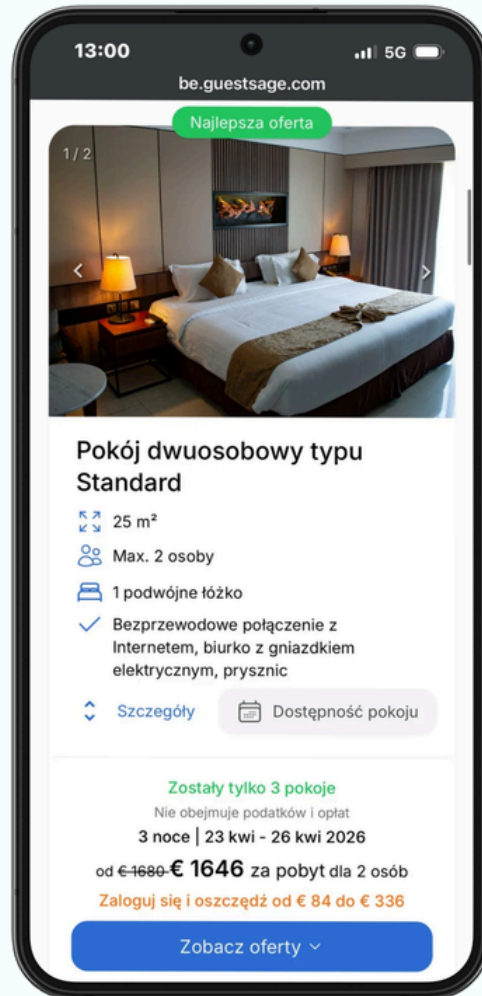 13:00
5G
be.guestsage.com
Najlepsza oferta
1 / 2
Pokój dwuosobowy typu
Standard
25 m²
Max. 2 osoby
1 podwójne łóżko
Bezprzewodowe połączenie z
Internetem, biurko z gniazdkiem
elektrycznym, prysznic
Szczegóły
Dostępność pokoju
Zostały tylko 3 pokoje
Nie obejmuje podatków i opłat
3 noce | 23 kwi - 26 kwi 2026
od € 1680 € 1646 za pobyt dla 2 osób
Zaloguj się i oszczędź od € 84 do € 336
Zobacz oferty